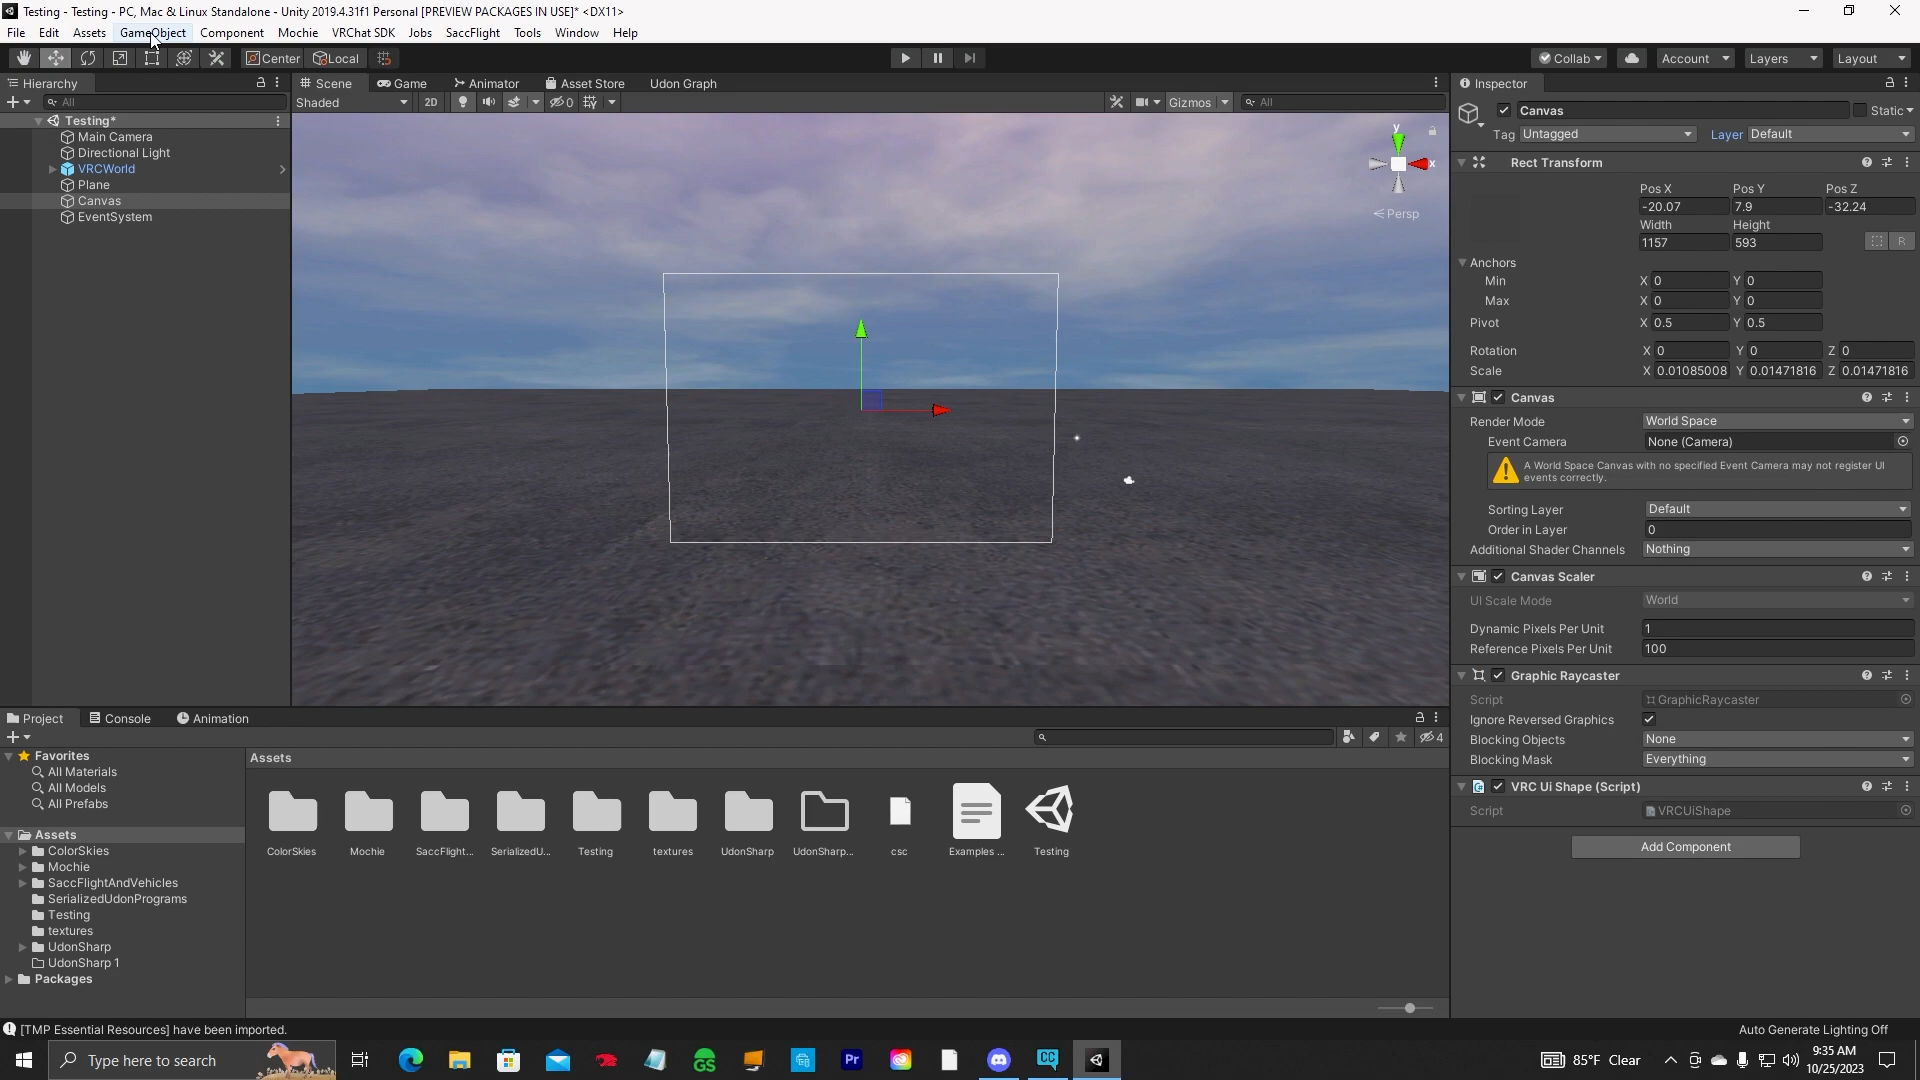 Testing - Testing - PC, Mac & Linux Standalone - Unity 2019.4.31f1 Personal [PREVIEW PACKAGES IN USE]* <DX11>
File Edit Assets GameObject Component Mochie VRChat SDK Jobs SaccFlight Tools Window Help
Center Local Collab Account Layers Layout
Hierarchy Scene Game Animator Asset Store Udon Graph Inspector
All
Shaded 2D 0 Gizmos All
Testing*
Main Camera
Directional Light
VRCWorld
Plane
Canvas
EventSystem
y
x
Persp
Canvas Static
Tag Untagged Layer Default
Rect Transform
Pos X Pos Y Pos Z
-20.07 7.9 -32.24
Width Height
1157 593 R
Anchors
Min X 0 Y 0
Max X 0 Y 0
Pivot X 0.5 Y 0.5
Rotation X 0 Y 0 Z 0
Scale X 0.01085008 Y 0.01471816 Z 0.01471816
Canvas
Render Mode World Space
Event Camera None (Camera)
A World Space Canvas with no specified Event Camera may not register UI
events correctly.
Sorting Layer Default
Order in Layer 0
Additional Shader Channels Nothing
Canvas Scaler
UI Scale Mode World
Dynamic Pixels Per Unit 1
Reference Pixels Per Unit 100
Graphic Raycaster
Script GraphicRaycaster
Ignore Reversed Graphics
Blocking Objects None
Blocking Mask Everything
VRC Ui Shape (Script)
Script VRCUiShape
Add Component
Project Console Animation
4
Favorites
All Materials
All Models
All Prefabs
Assets
ColorSkies
Mochie
SaccFlightAndVehicles
SerializedUdonPrograms
Testing
textures
UdonSharp
UdonSharp 1
Packages
Assets
ColorSkies Mochie SaccFlight... SerializedU... Testing textures UdonSharp UdonSharp... csc Examples ... Testing
[TMP Essential Resources] have been imported. Auto Generate Lighting Off
Type here to search GS Pr CC 85°F Clear
9:35 AM
10/25/2023